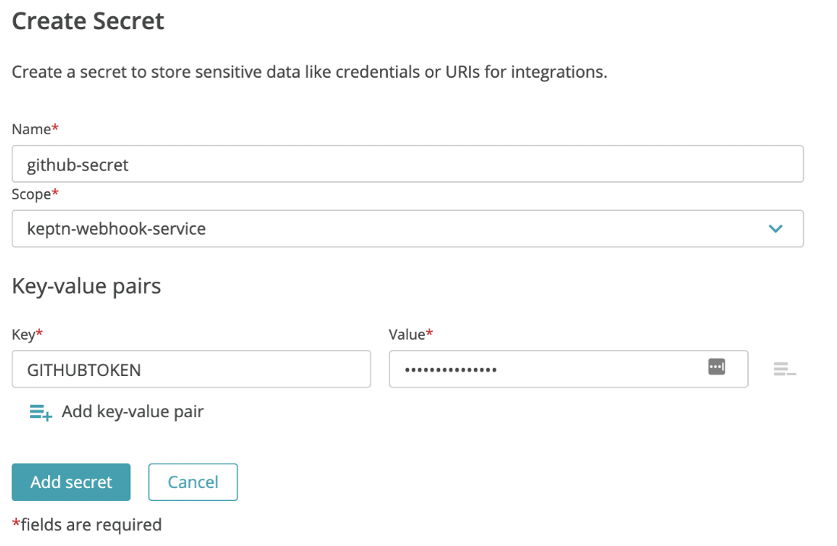 Create Secret
Create a secret to store sensitive data like credentials or URIs for integrations.
Name*
github-secret
Scope*
keptn-webhook-service
Key-value pairs
Key* Value*
GITHUBTOKEN •••••••••••••••
Add key-value pair
Add secret Cancel
*fields are required